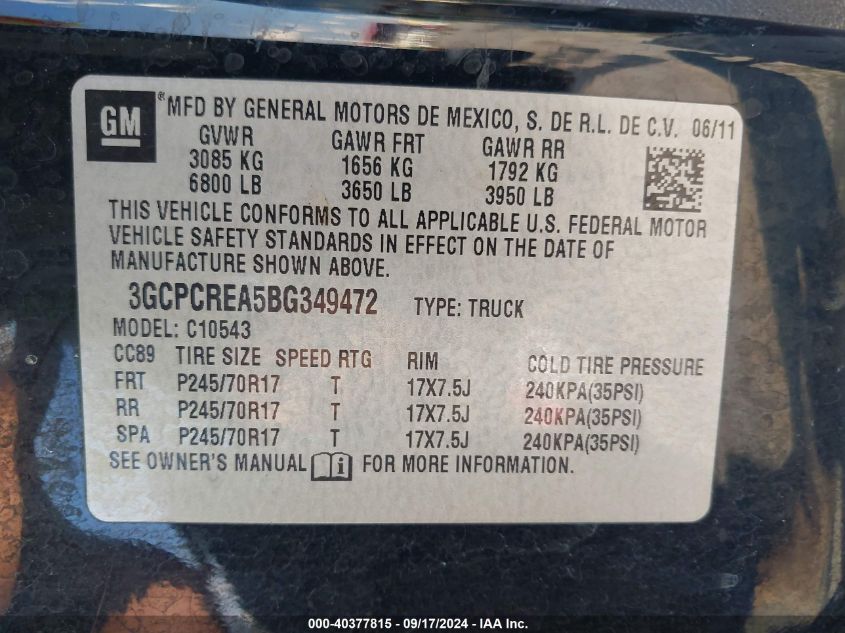 GM ® MFD BY GENERAL MOTORS DE MEXICO, S. DE R.L. DE C.V. 06/11
GVWR GAWR FRT GAWR RR
3085 KG 1656 KG 1792 KG
6800 LB 3650 LB 3950 LB
THIS VEHICLE CONFORMS TO ALL APPLICABLE U.S. FEDERAL MOTOR
VEHICLE SAFETY STANDARDS IN EFFECT ON THE DATE OF
MANUFACTURE SHOWN ABOVE.
3GCPCREA5BG349472 TYPE: TRUCK
MODEL: C10543
CC89 TIRE SIZE SPEED RTG RIM COLD TIRE PRESSURE
FRT P245/70R17 T 17X7.5J 240KPA(35PSI)
RR P245/70R17 T 17X7.5J 240KPA(35PSI)
SPA P245/70R17 T 17X7.5J 240KPA(35PSI)
SEE OWNER'S MANUAL i FOR MORE INFORMATION.
000-40377815 - 09/17/2024 - IAA Inc.